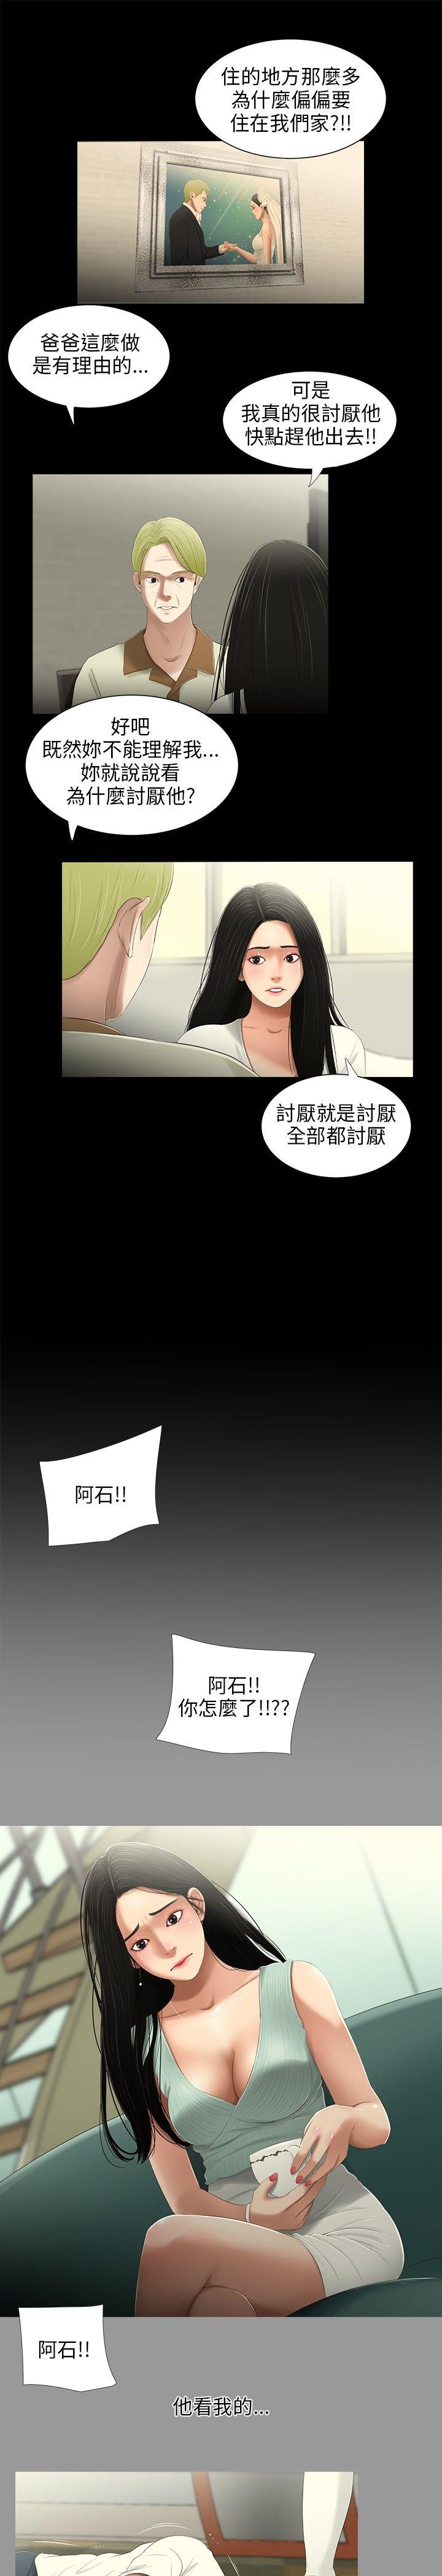 住的地方那麼多
為什麼偏偏要
住在我們家?!!
爸爸這麼做
是有理由的...
可是
我真的很討厭他
快點趕他出去!!
好吧
既然妳不能理解我...
妳就說說看
為什麼討厭他?
討厭就是討厭
全部都討厭
阿石!!
阿石!!
你怎麼了!!??
阿石!!
他看我的...